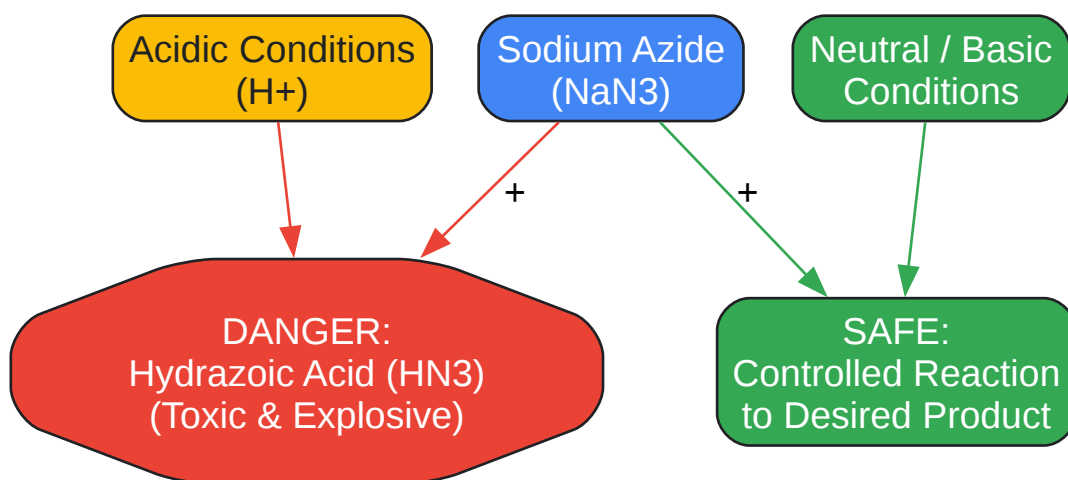 Acidic Conditions
(H+)
Sodium Azide
(NaN3)
Neutral / Basic
Conditions
+
+
DANGER:
Hydrazoic Acid (HN3)
(Toxic & Explosive)
SAFE:
Controlled Reaction
to Desired Product